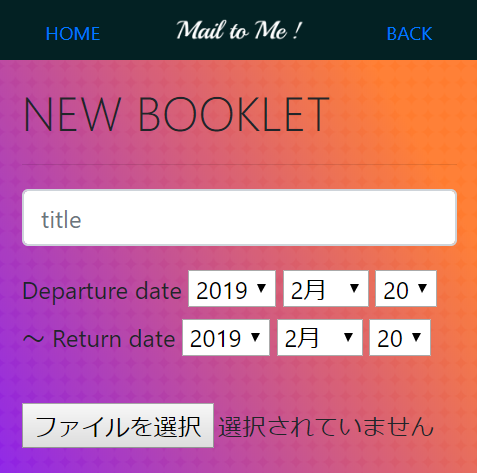 HOME Mail to Me ! BACK
NEW BOOKLET
title
Departure date 2019 2月 20
～ Return date 2019 2月 20
ファイルを選択 選択されていません